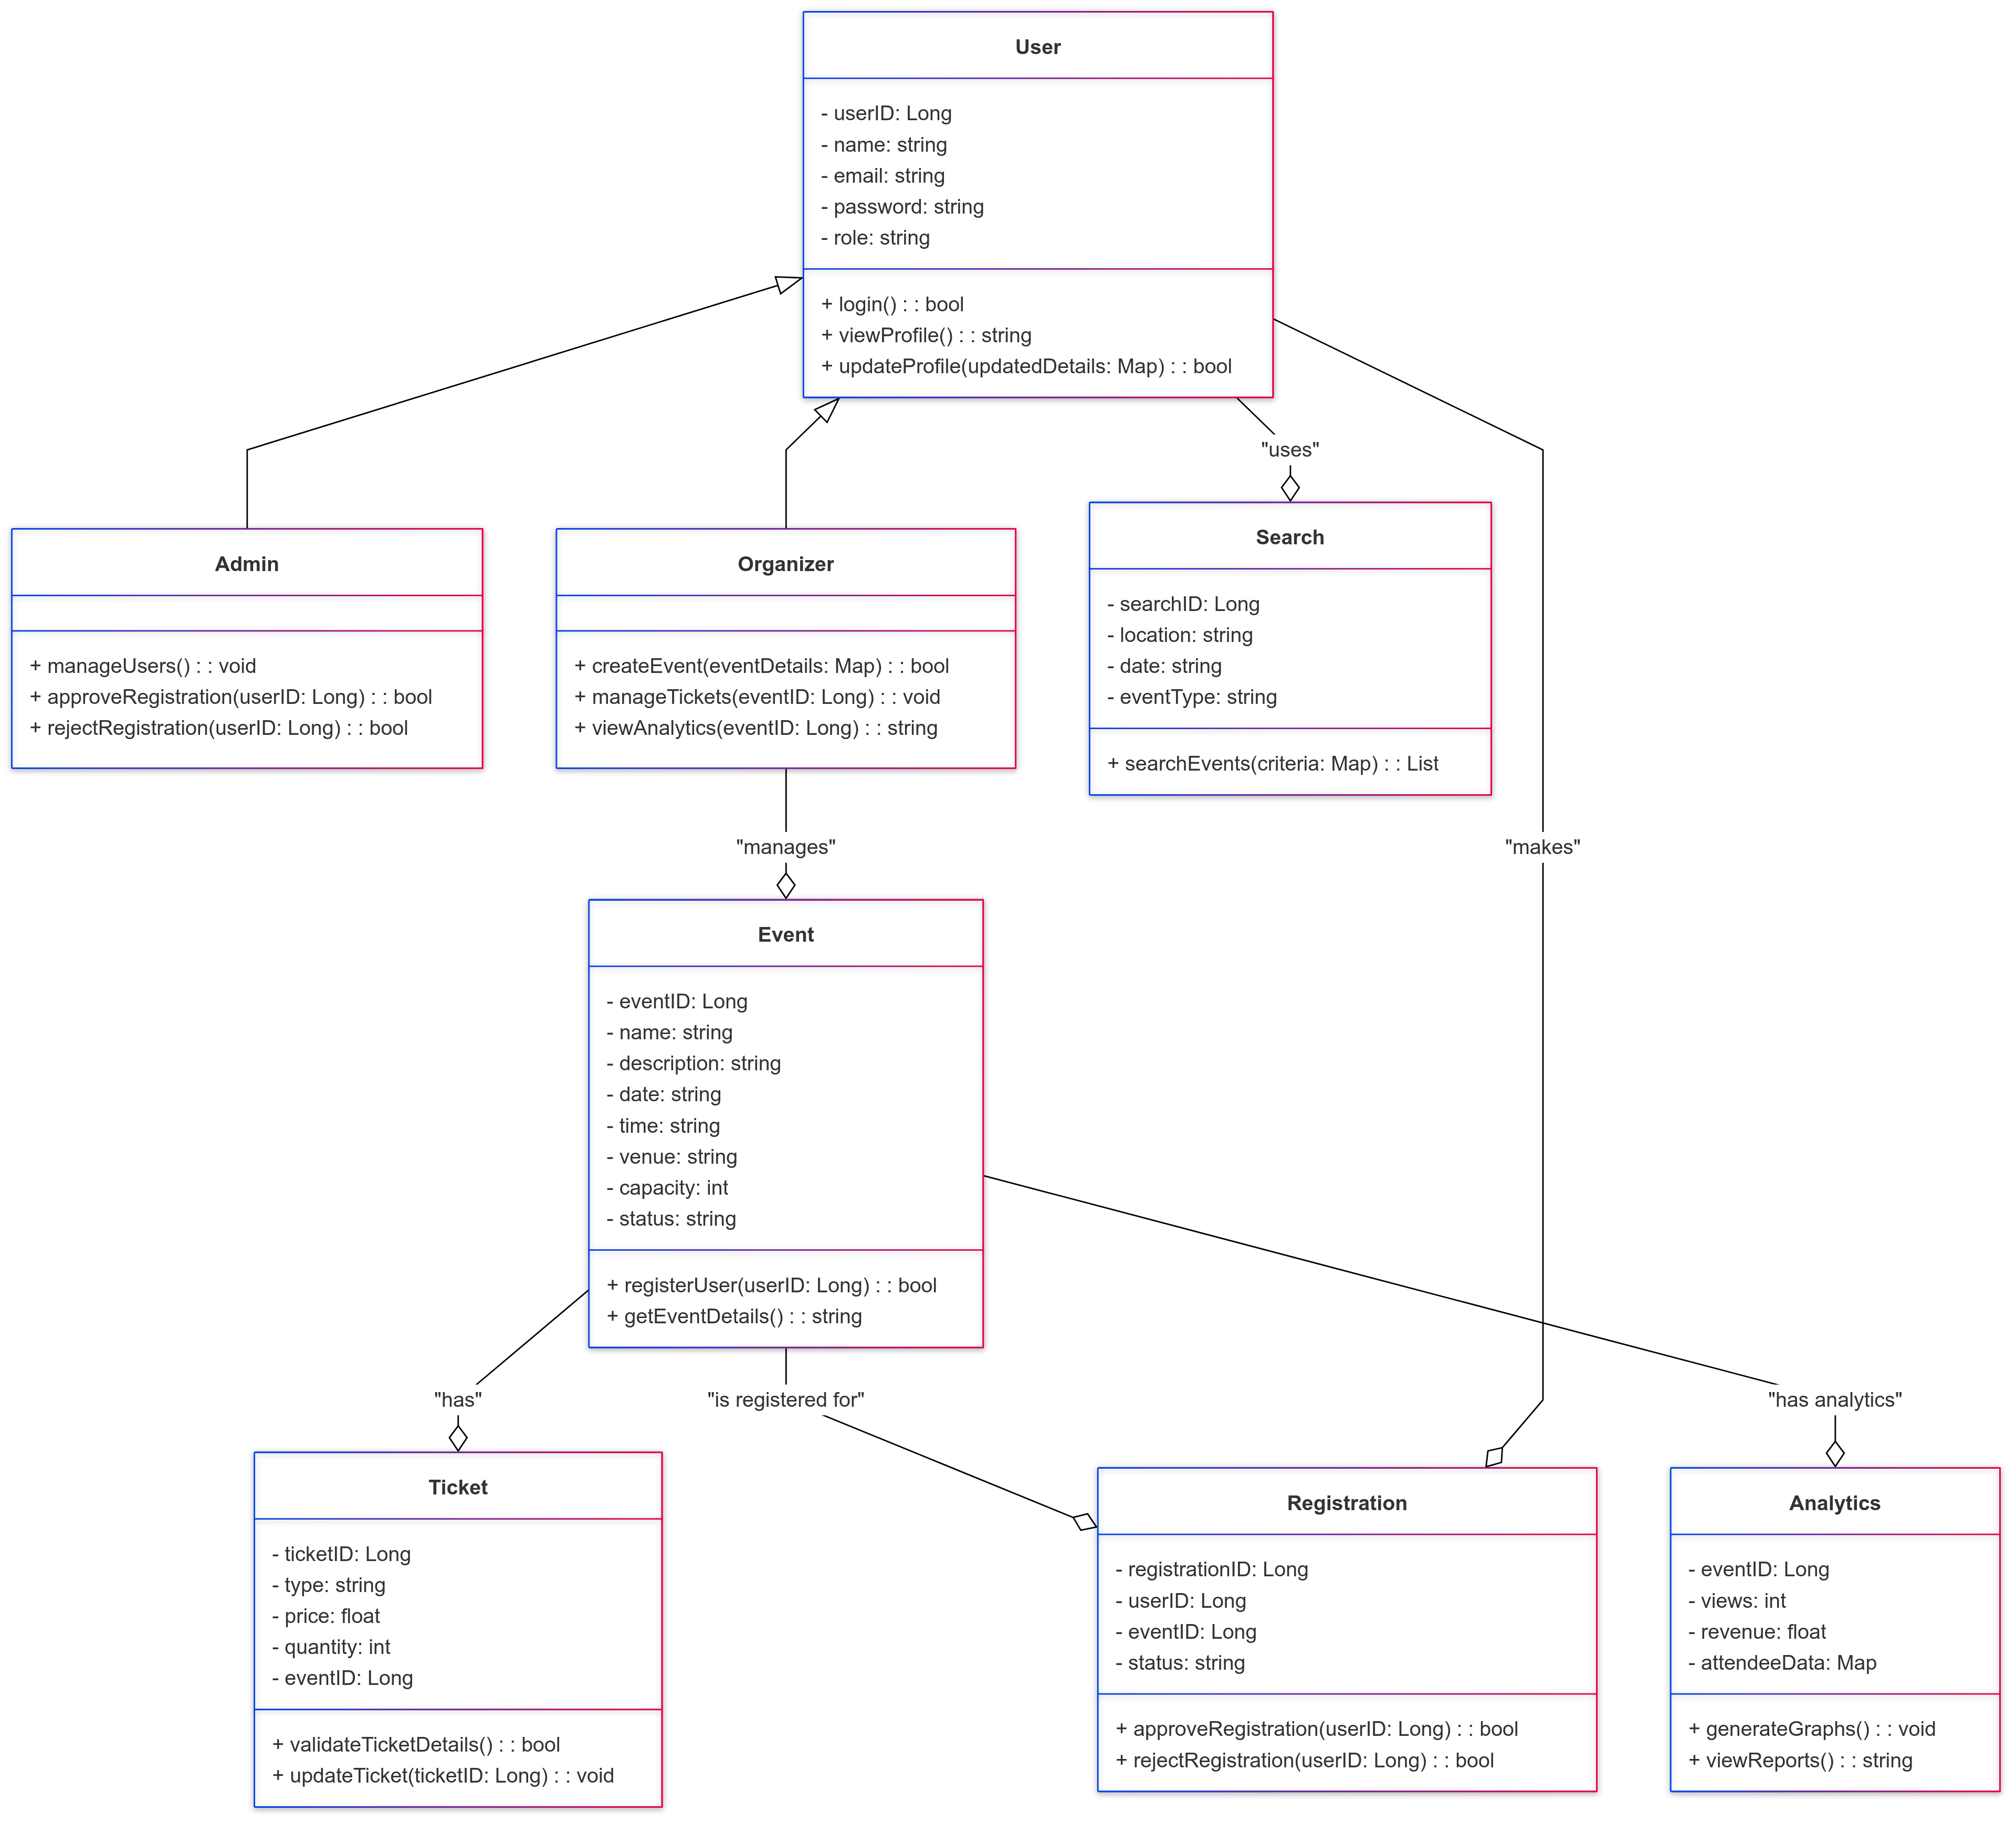 User
- userID: Long
- name: string
- email: string
- password: string
- role: string
+ login() : : bool
+ viewProfile() : : string
+ updateProfile(updatedDetails: Map) : : bool
"uses"
Admin
+ manageUsers() : : void
+ approveRegistration(userID: Long) : : bool
+ rejectRegistration(userID: Long) : : bool
Organizer
+ createEvent(eventDetails: Map) : : bool
+ manageTickets(eventID: Long) : : void
+ viewAnalytics(eventID: Long) : : string
Search
- searchID: Long
- location: string
- date: string
- eventType: string
+ searchEvents(criteria: Map) : : List
"manages"
"makes"
Event
- eventID: Long
- name: string
- description: string
- date: string
- time: string
- venue: string
- capacity: int
- status: string
+ registerUser(userID: Long) : : bool
+ getEventDetails() : : string
"has"
"is registered for"
"has analytics"
Ticket
- ticketID: Long
- type: string
- price: float
- quantity: int
- eventID: Long
+ validateTicketDetails() : : bool
+ updateTicket(ticketID: Long) : : void
Registration
- registrationID: Long
- userID: Long
- eventID: Long
- status: string
+ approveRegistration(userID: Long) : : bool
+ rejectRegistration(userID: Long) : : bool
Analytics
- eventID: Long
- views: int
- revenue: float
- attendeeData: Map
+ generateGraphs() : : void
+ viewReports() : : string